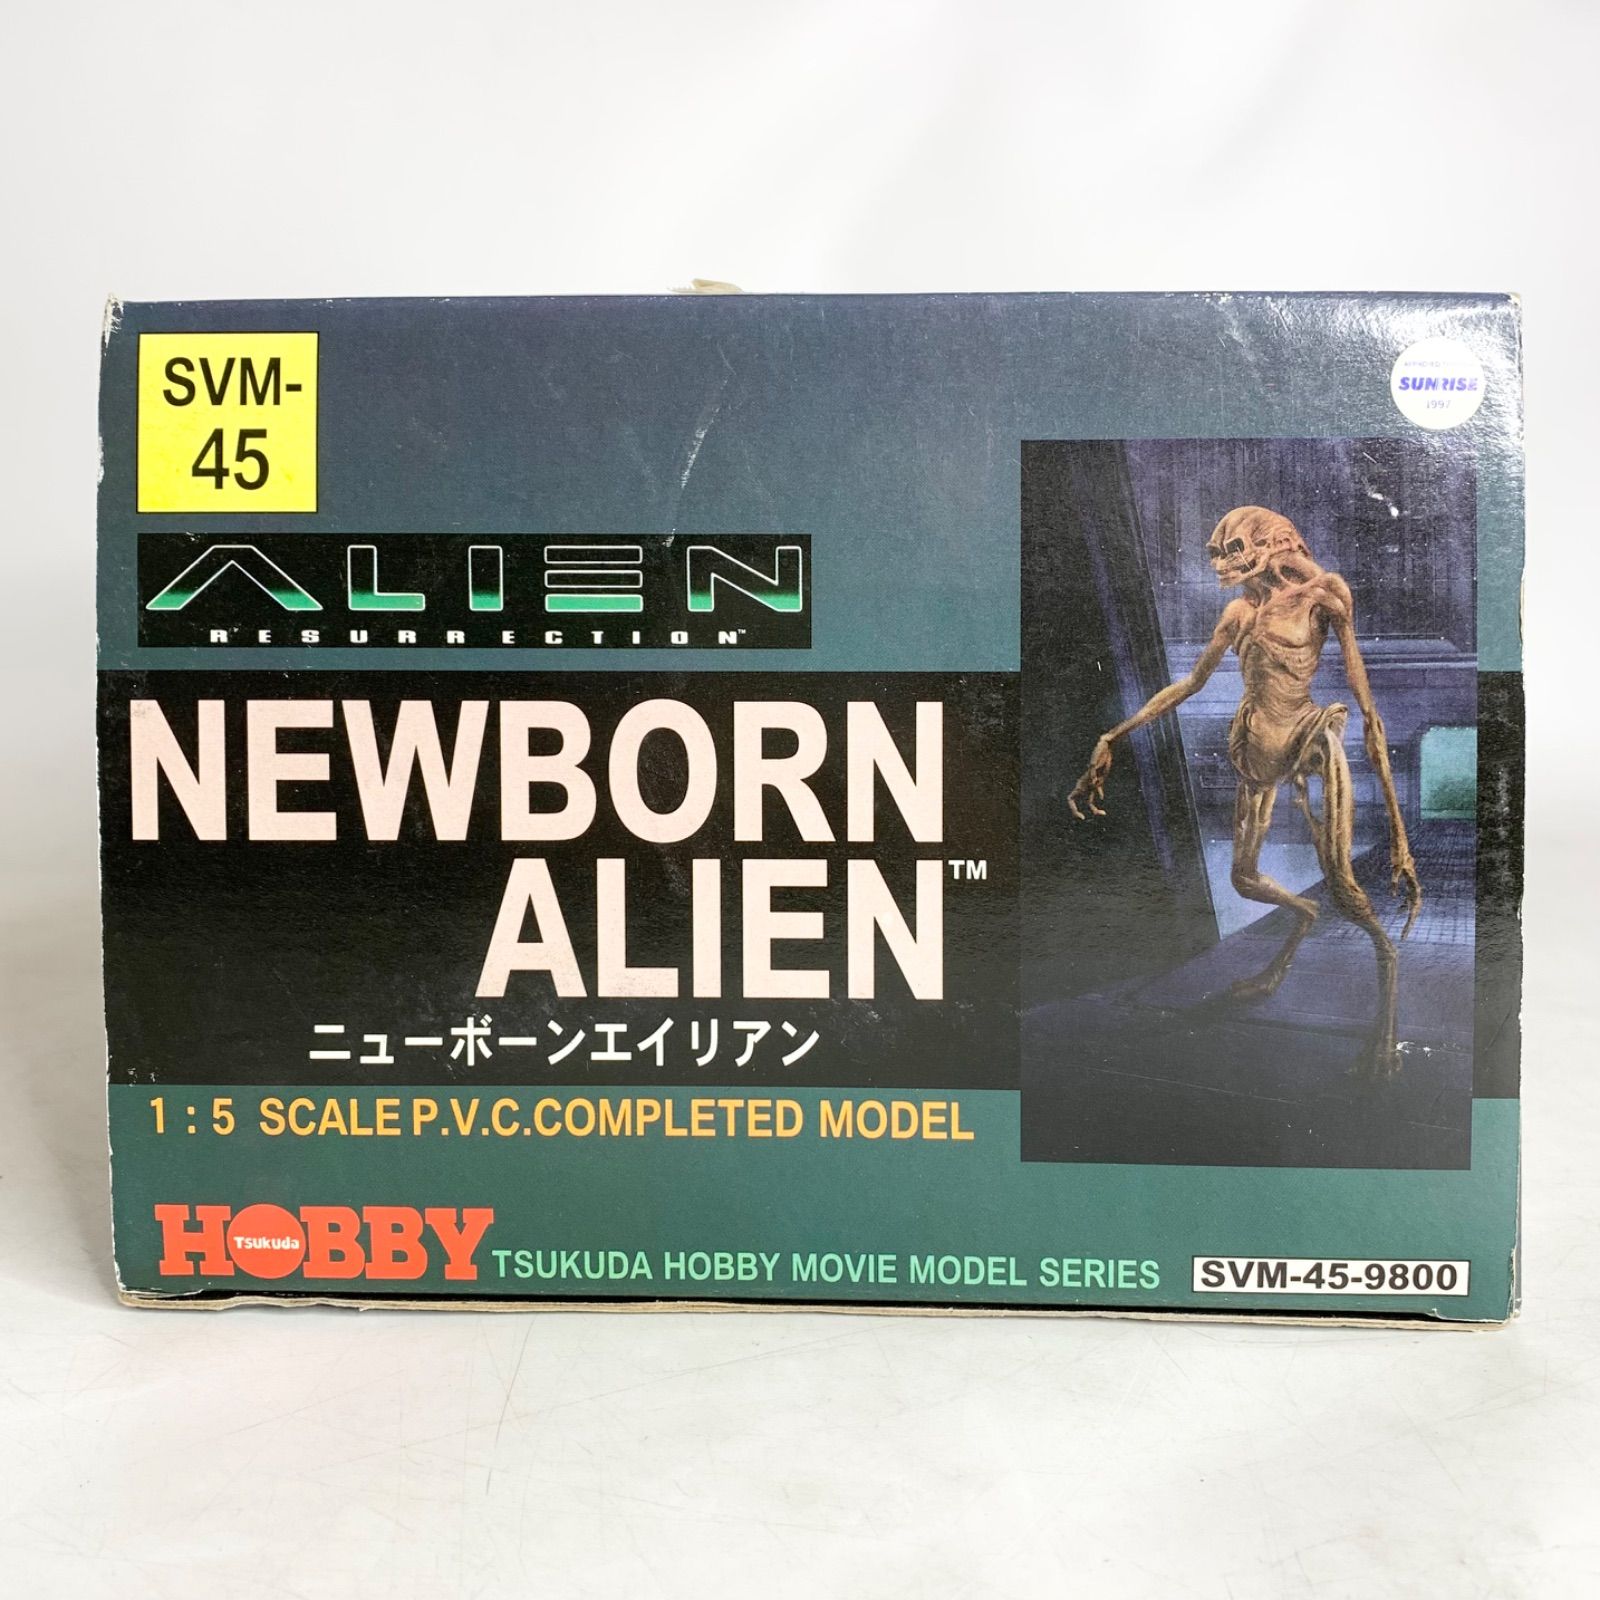 SVM-
45
SUNRISE
1997
ALIEN
RESURRECTION™
NEWBORN
ALIEN™
ニューボーンエイリアン
1:5 SCALE P.V.C.COMPLETED MODEL
HOBBY
Tsukuda
TSUKUDA HOBBY MOVIE MODEL SERIES
SVM-45-9800